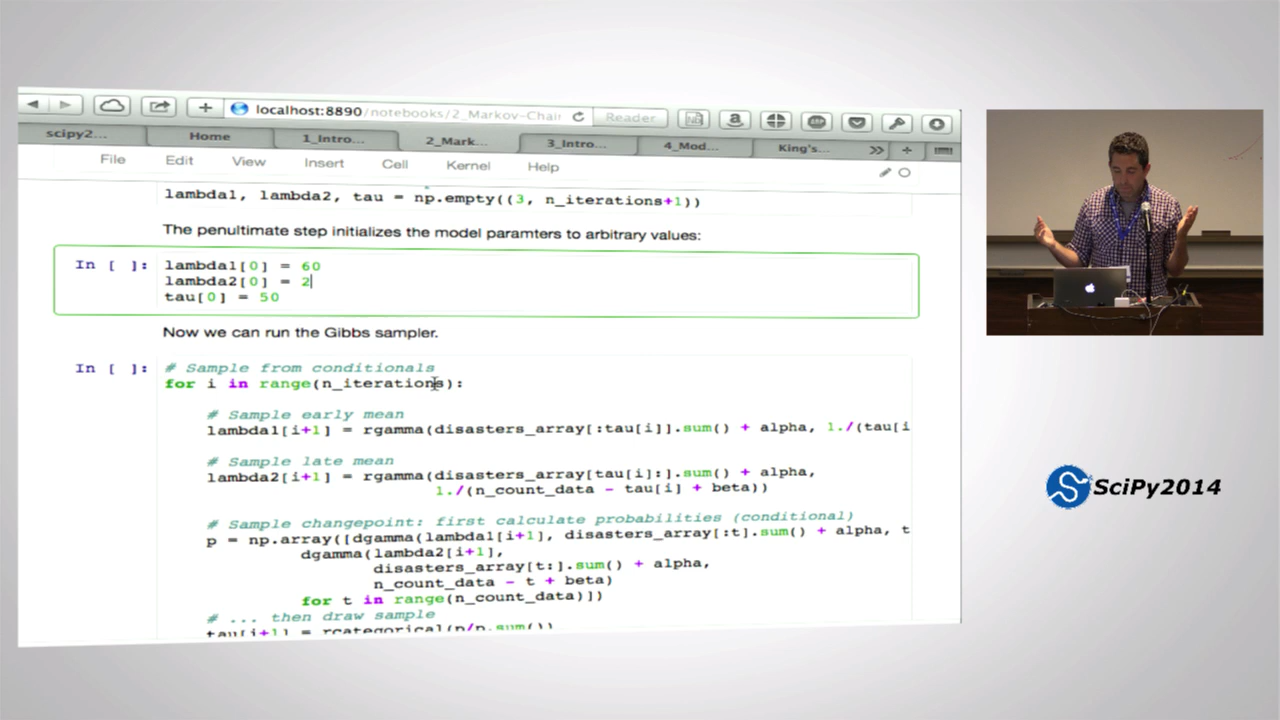 localhost:8890/notebooks/2_Markov-Chair
Reader
scipy2...
Home
1_Intro...
2_Mark...
3_Intro...
4_Mod...
King's...
>>
+
File Edit View Insert Cell Kernel Help
lambda1, lambda2, tau = np.empty((3, n_iterations+1))
The penultimate step initializes the model paramters to arbitrary values:
In [ ]: lambda1[0] = 60
lambda2[0] = 2
tau[0] = 50
Now we can run the Gibbs sampler.
In [ ]: # Sample from conditionals
for i in range(n_iterations):
# Sample early mean
lambda1[i+1] = rgamma(disasters_array[:tau[i]].sum() + alpha, 1./(tau[i
# Sample late mean
lambda2[i+1] = rgamma(disasters_array[tau[i]:].sum() + alpha,
1./(n_count_data - tau[i] + beta))
# Sample changepoint: first calculate probabilities (conditional)
p = np.array([dgamma(lambda1[i+1], disasters_array[:t].sum() + alpha, t
dgamma(lambda2[i+1],
disasters_array[t:].sum() + alpha,
n_count_data - t + beta)
for t in range(n_count_data)])
# ... then draw sample
tau[i+1] = rcategorical(p/p.sum())
SciPy2014